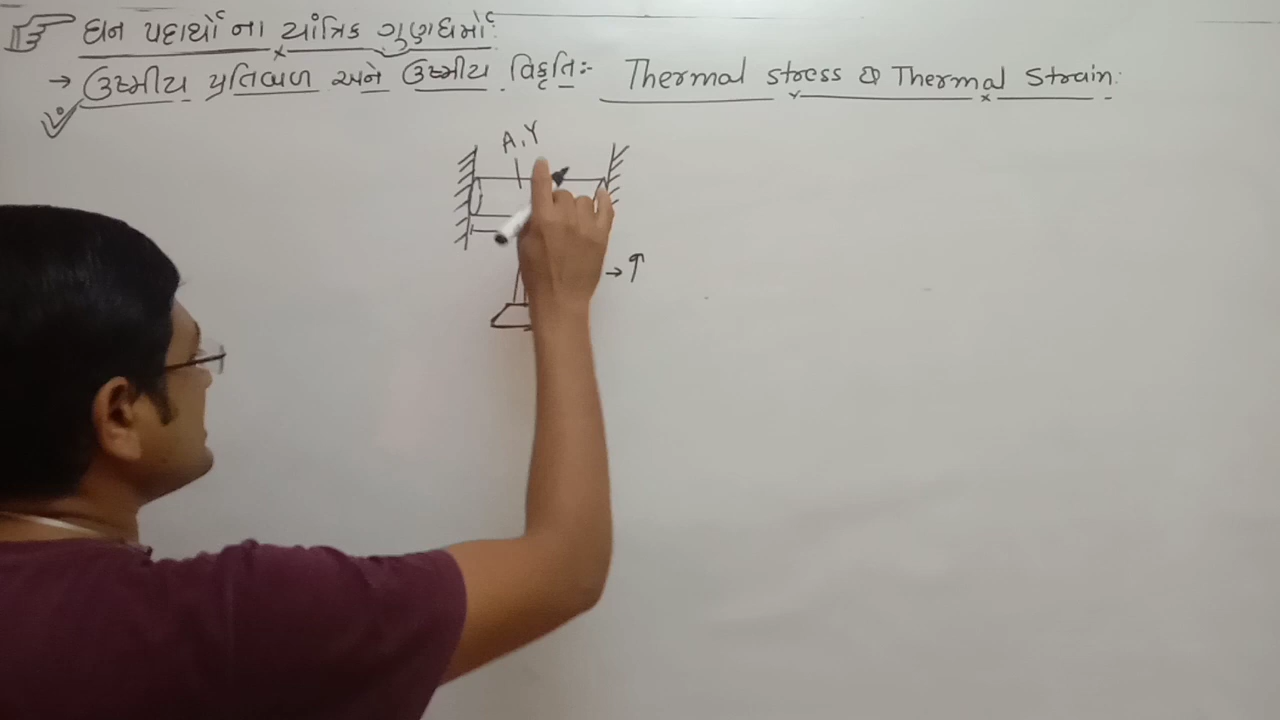 ઘન પદાર્થો ના યાંત્રિક ગુણધર્મો:
→ ઉષ્મીય પ્રતિબળ અને ઉષ્મીય વિકૃતિ:- Thermal stress & Thermal Strain:
A, Y
→ ↑